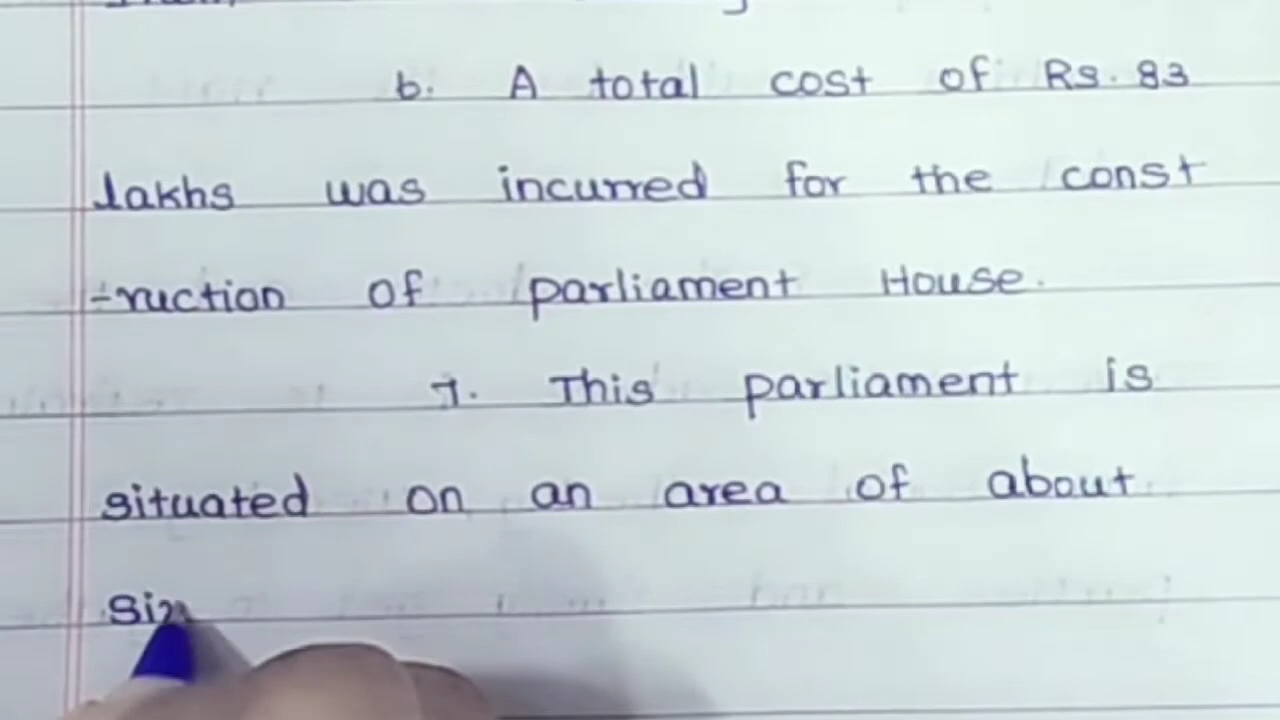 6. A total cost of Rs. 83
lakhs was incurred for the const
-ruction of parliament House.
7. This parliament is
situated on an area of about